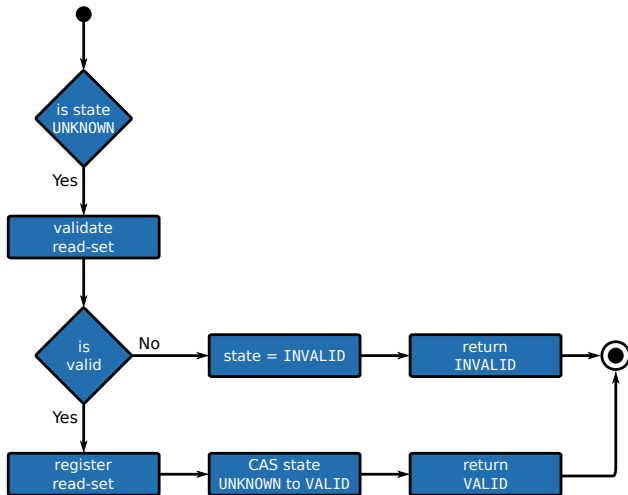 is state
UNKNOWN
Yes
validate
read-set
is
valid
No
state = INVALID
return
INVALID
Yes
register
read-set
CAS state
UNKNOWN to VALID
return
VALID